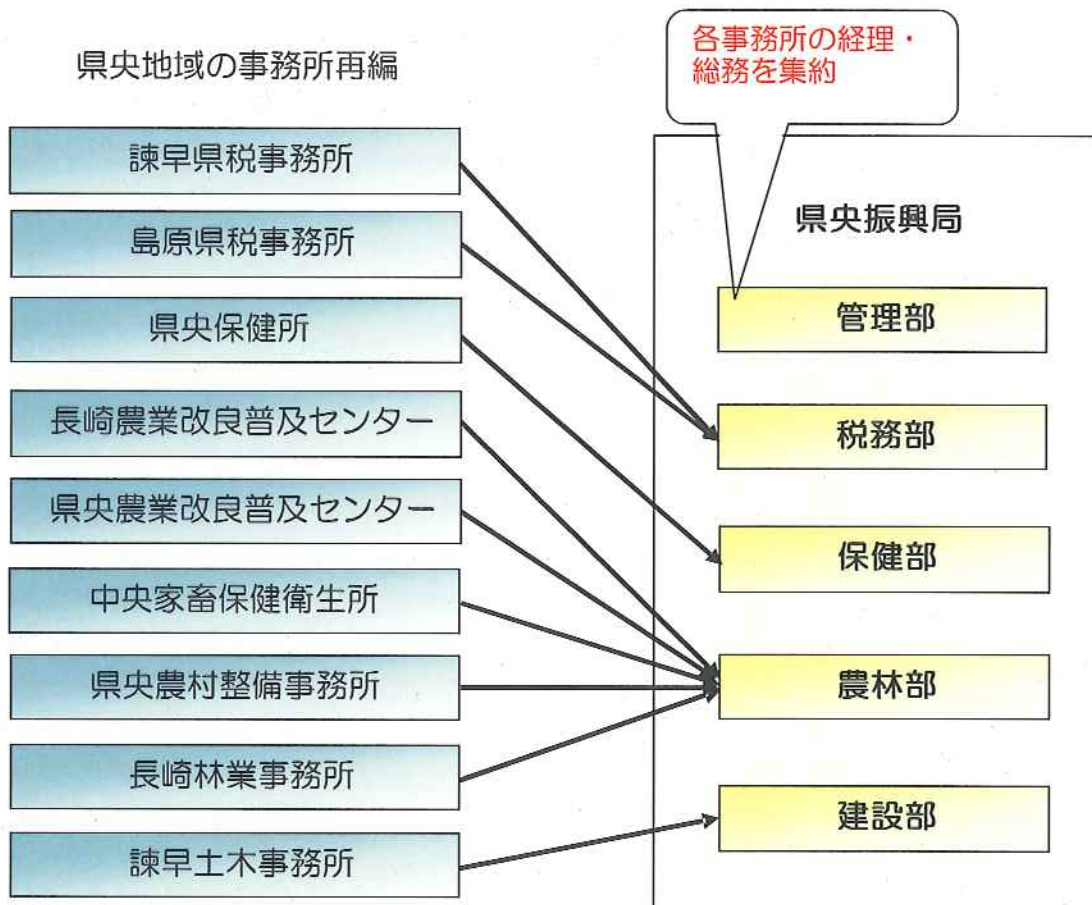 県央地域の事務所再編
諫早県税事務所
島原県税事務所
県央保健所
長崎農業改良普及センター
県央農業改良普及センター
中央家畜保健衛生所
県央農村整備事務所
長崎林業事務所
諫早土木事務所
各事務所の経理・
総務を集約
県央振興局
管理部
税務部
保健部
農林部
建設部